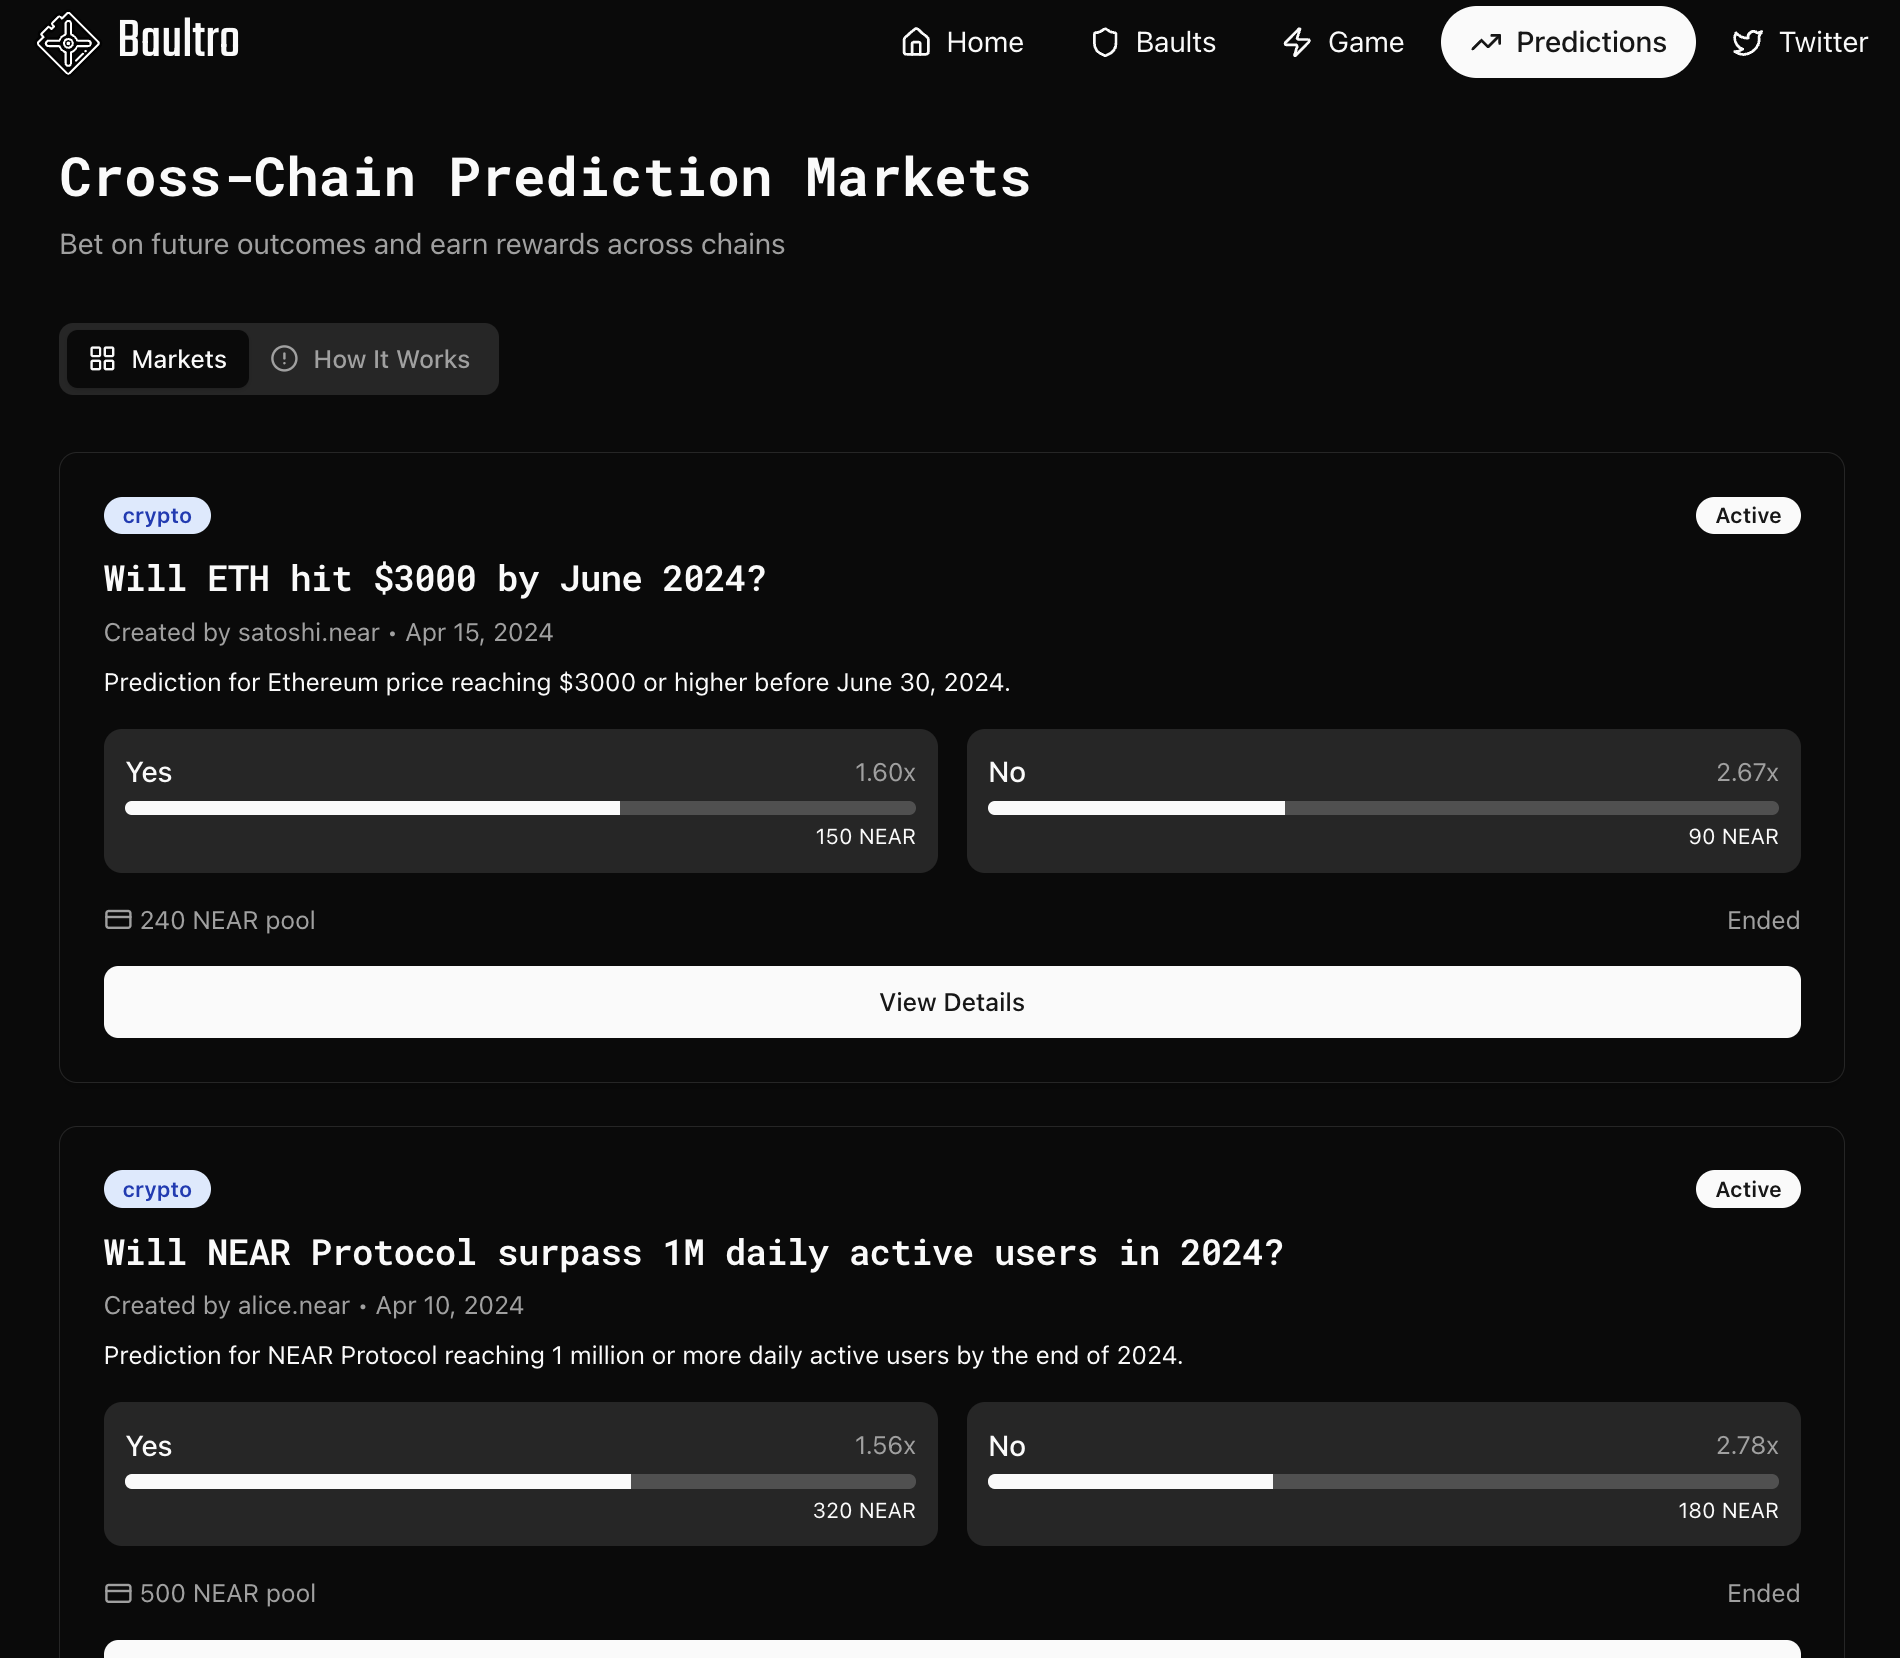 Baultro
Home
Baults
Game
Predictions
Twitter
Cross-Chain Prediction Markets
Bet on future outcomes and earn rewards across chains
Markets
How It Works
crypto
Active
Will ETH hit $3000 by June 2024?
Created by satoshi.near • Apr 15, 2024
Prediction for Ethereum price reaching $3000 or higher before June 30, 2024.
Yes
1.60x
150 NEAR
No
2.67x
90 NEAR
240 NEAR pool
Ended
View Details
crypto
Active
Will NEAR Protocol surpass 1M daily active users in 2024?
Created by alice.near • Apr 10, 2024
Prediction for NEAR Protocol reaching 1 million or more daily active users by the end of 2024.
Yes
1.56x
320 NEAR
No
2.78x
180 NEAR
500 NEAR pool
Ended